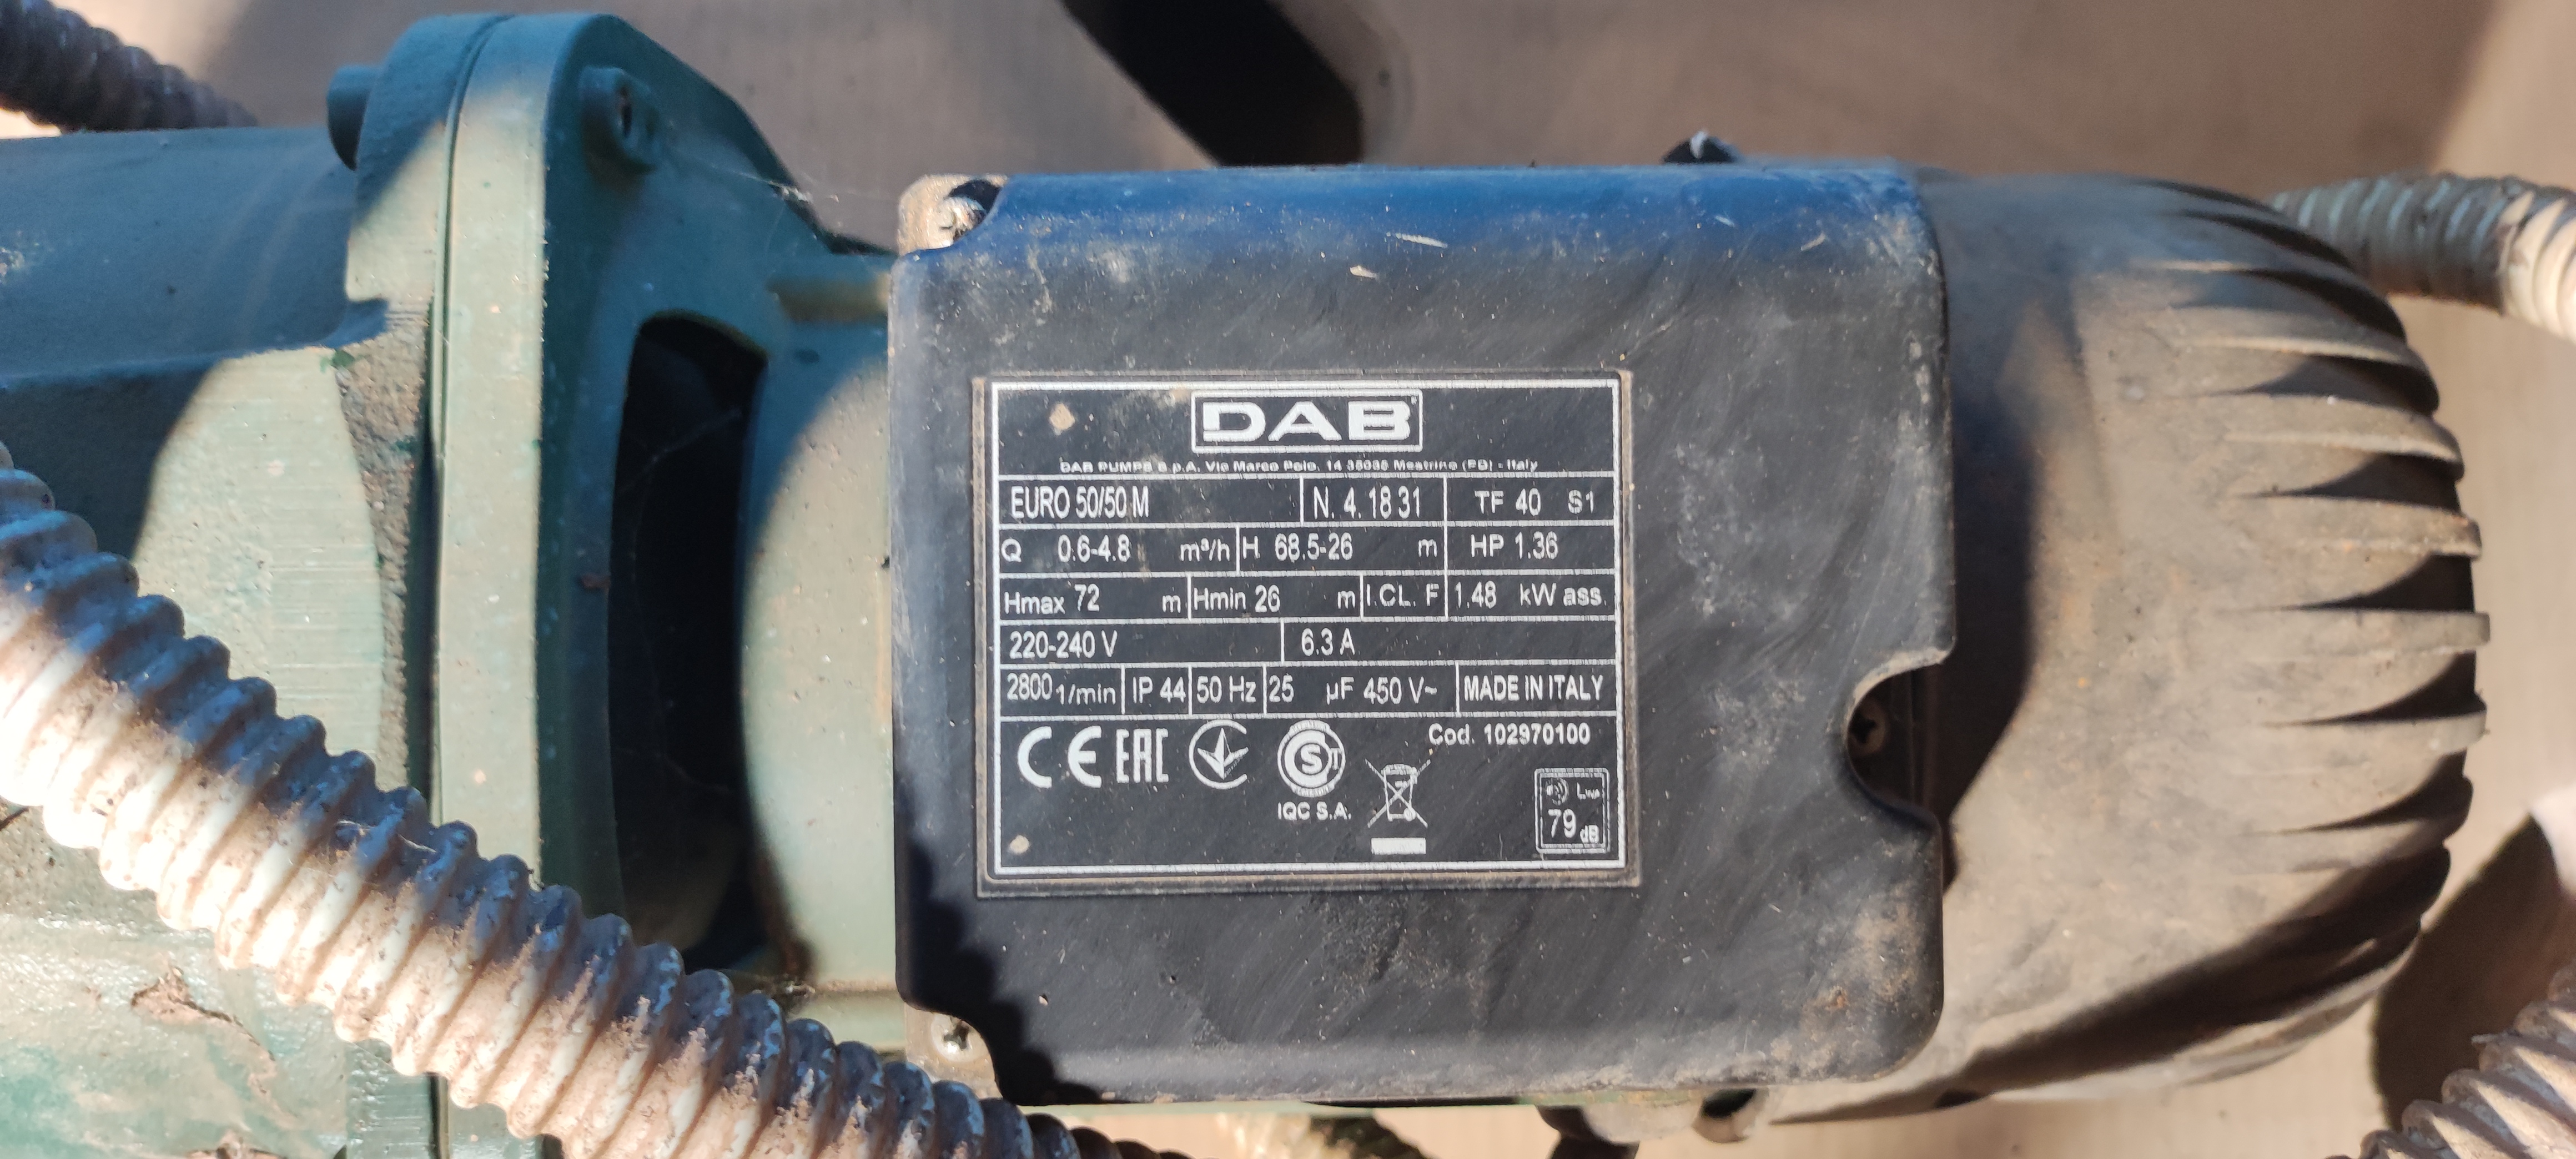 DAB
DAB PUMPS S.p.A. Via Marco Polo, 14 35035 Mestrino (PD) - Italy
EURO 50/50 M N. 4. 18 31 TF 40 S1
Q 0.6-4.8 m³/h H 68.5-26 m HP 1.36
Hmax 72 m Hmin 26 m I.CL. F 1.48 kW ass.
220-240 V 6.3 A
2800 1/min IP 44 50 Hz 25 µF 450 V~ MADE IN ITALY
CE EAC Cod. 102970100
IQC S.A.
LWA
79 dB